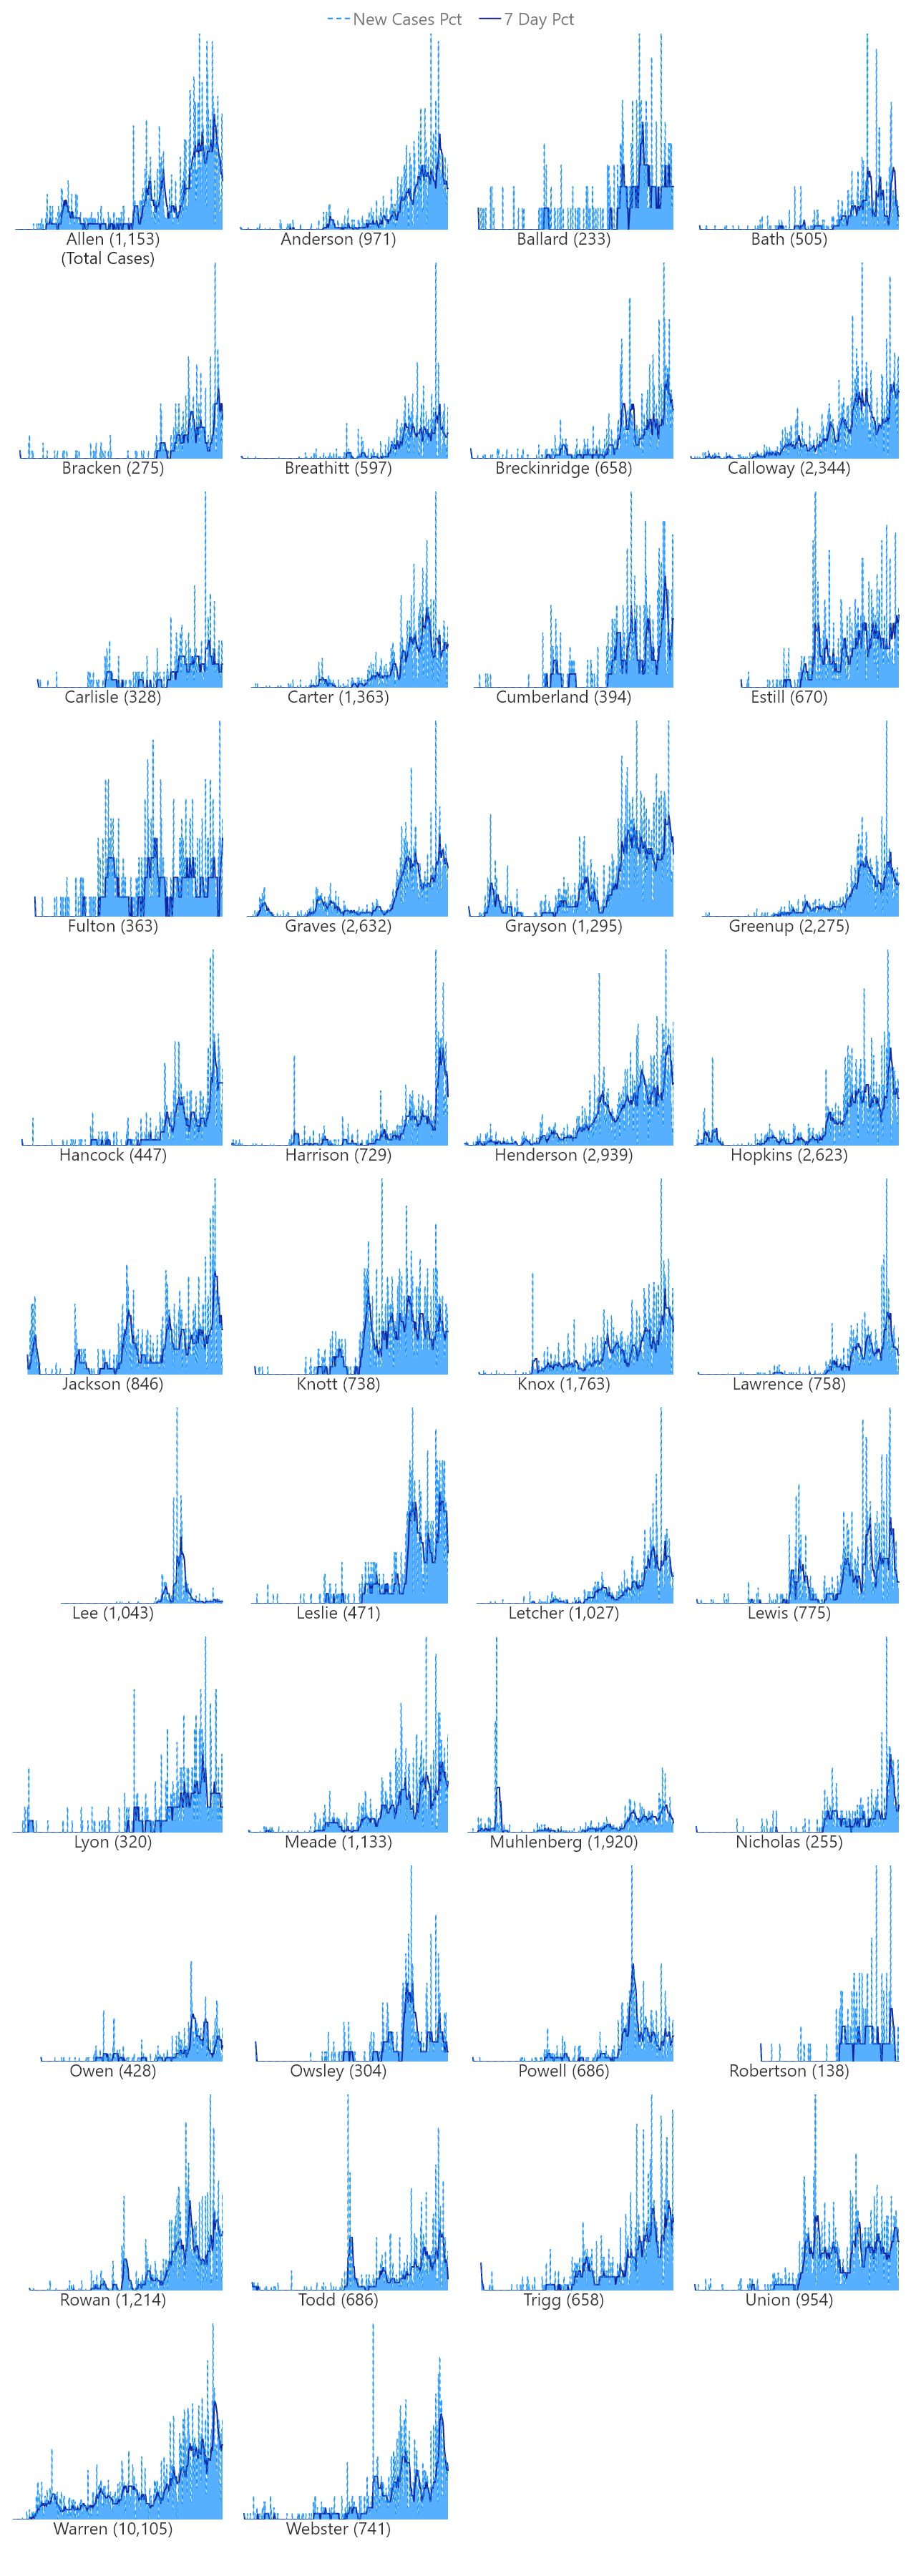 New Cases Pct 7 Day Pct
Allen (1,153) Anderson (971) Ballard (233) Bath (505)
(Total Cases)
Bracken (275) Breathitt (597) Breckinridge (658) Calloway (2,344)
Carlisle (328) Carter (1,363) Cumberland (394) Estill (670)
Fulton (363) Graves (2,632) Grayson (1,295) Greenup (2,275)
Hancock (447) Harrison (729) Henderson (2,939) Hopkins (2,623)
Jackson (846) Knott (738) Knox (1,763) Lawrence (758)
Lee (1,043) Leslie (471) Letcher (1,027) Lewis (775)
Lyon (320) Meade (1,133) Muhlenberg (1,920) Nicholas (255)
Owen (428) Owsley (304) Powell (686) Robertson (138)
Rowan (1,214) Todd (686) Trigg (658) Union (954)
Warren (10,105) Webster (741)